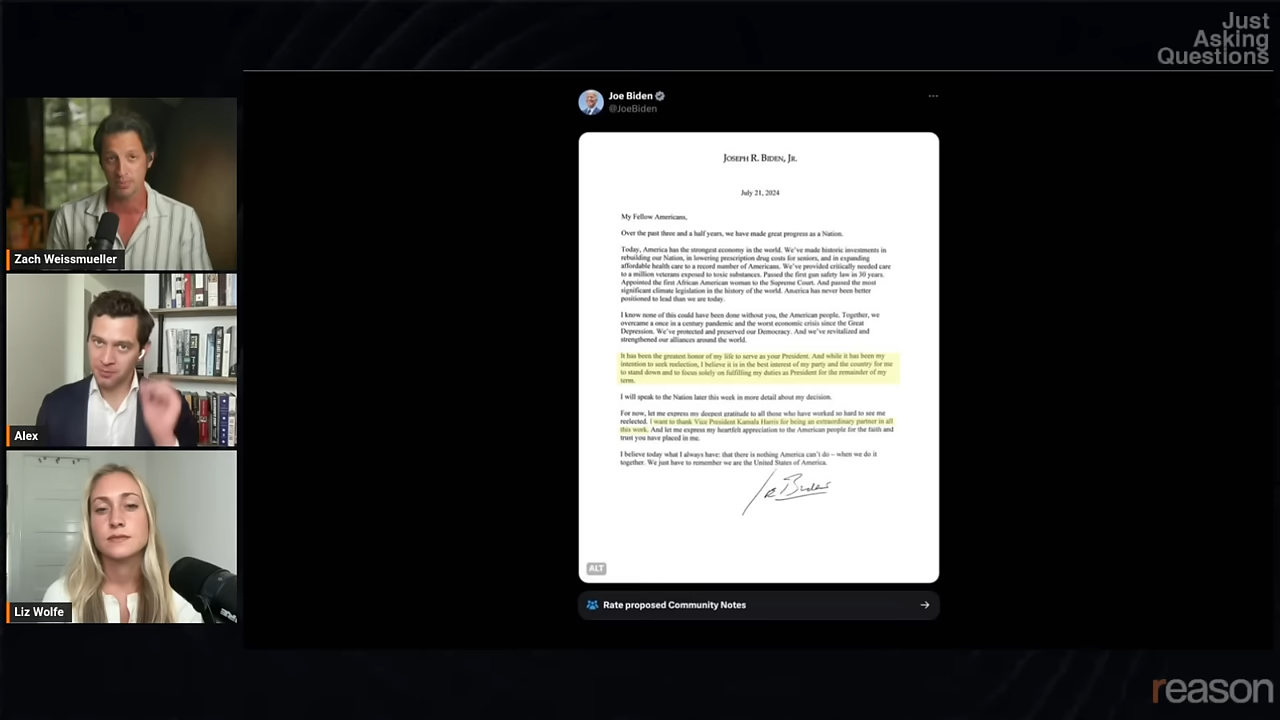 Just
Asking
Questions
Joe Biden
@JoeBiden
JOSEPH R. BIDEN, JR.
July 21, 2024
My Fellow Americans,
Over the past three and a half years, we have made great progress as a Nation.
Today, America has the strongest economy in the world. We've made historic investments in
rebuilding our Nation, in lowering prescription drug costs for seniors, and in expanding
affordable health care to a record number of Americans. We've provided critically needed care
to a million veterans exposed to toxic substances. Passed the first gun safety law in 30 years.
Appointed the first African American woman to the Supreme Court. And passed the most
significant climate legislation in the history of the world. America has never been better
positioned to lead than we are today.
I know none of this could have been done without you, the American people. Together, we
overcame a once in a century pandemic and the worst economic crisis since the Great
Depression. We've protected and preserved our Democracy. And we've revitalized and
strengthened our alliances around the world.
It has been the greatest honor of my life to serve as your President. And while it has been my
intention to seek reelection, I believe it is in the best interest of my party and the country for me
to stand down and to focus solely on fulfilling my duties as President for the remainder of my
term.
I will speak to the Nation later this week in more detail about my decision.
For now, let me express my deepest gratitude to all those who have worked so hard to see me
reelected. I want to thank Vice President Kamala Harris for being an extraordinary partner in all
this work. And let me express my heartfelt appreciation to the American people for the faith and
trust you have placed in me.
I believe today what I always have: that there is nothing America can't do – when we do it
together. We just have to remember we are the United States of America.
Joe Biden
ALT
Rate proposed Community Notes
Zach Weissmueller
Alex
Liz Wolfe
reason